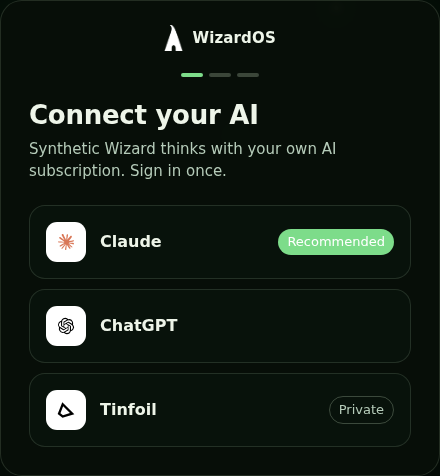 WizardOS
Connect your AI
Synthetic Wizard thinks with your own AI
subscription. Sign in once.
Claude
Recommended
ChatGPT
Tinfoil
Private